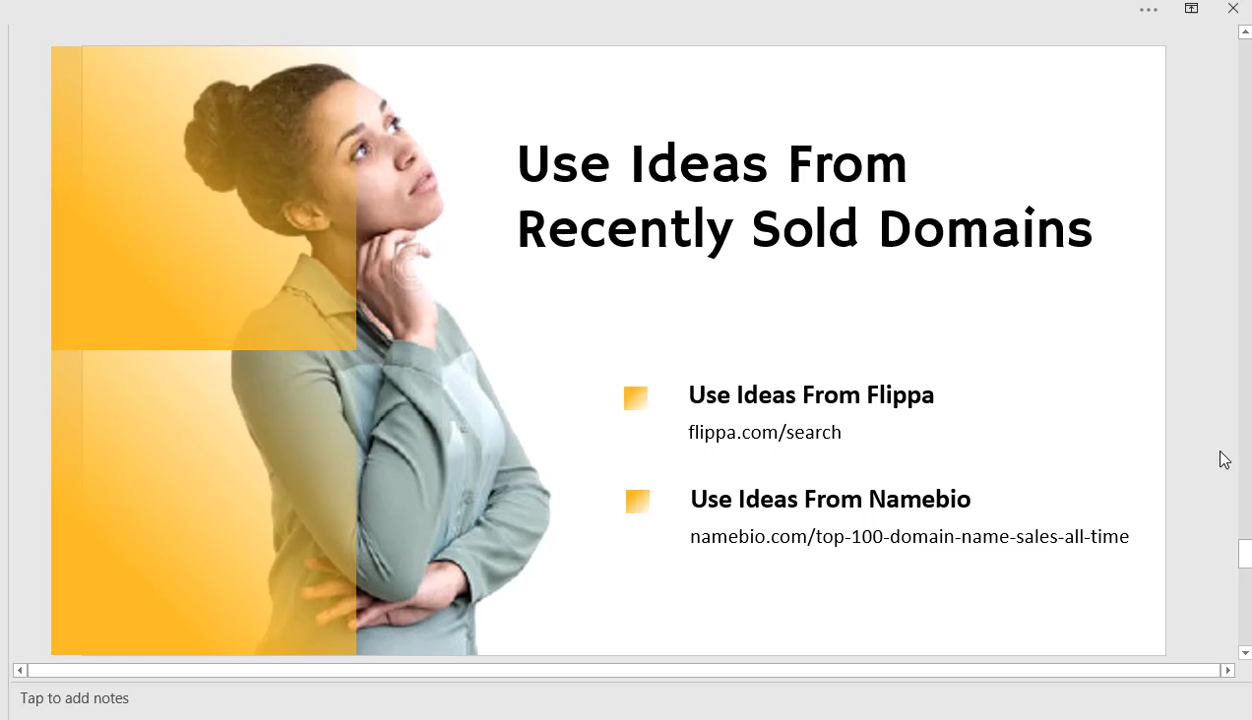 Use Ideas From
Recently Sold Domains
Use Ideas From Flippa
flippa.com/search
Use Ideas From Namebio
namebio.com/top-100-domain-name-sales-all-time
Tap to add notes